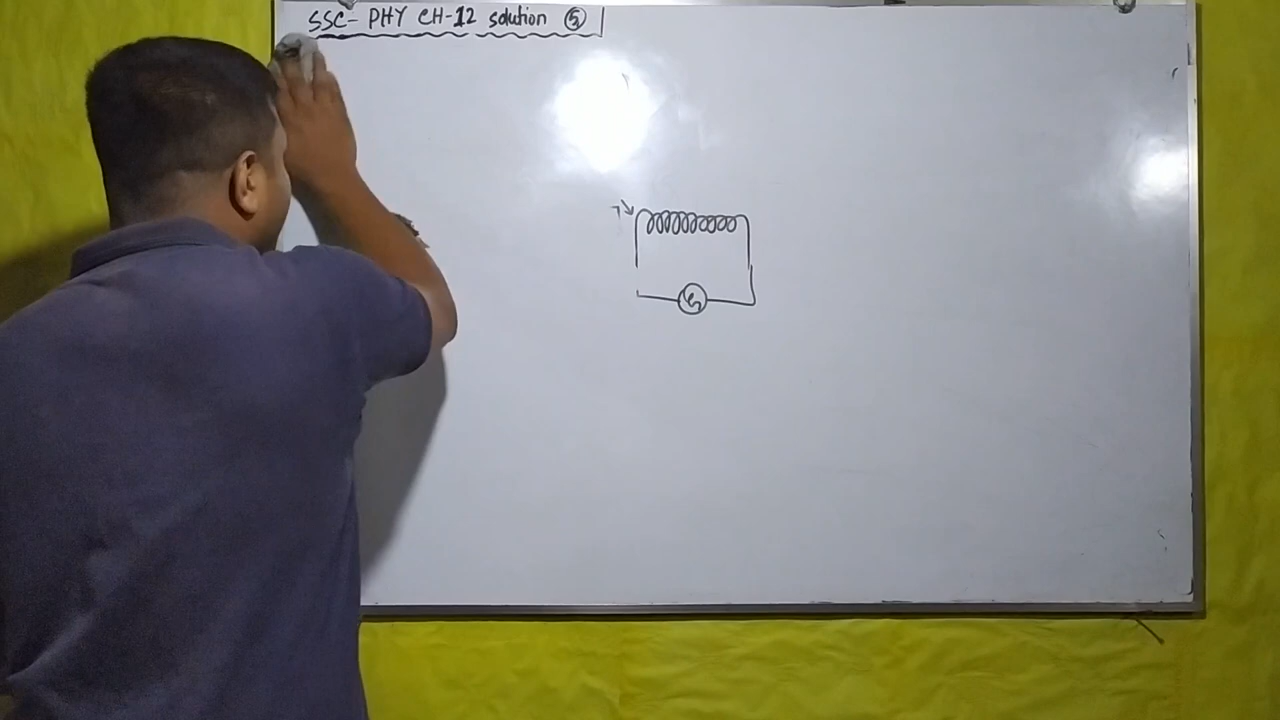 SSC- PHY CH-12 solution ⑤
G